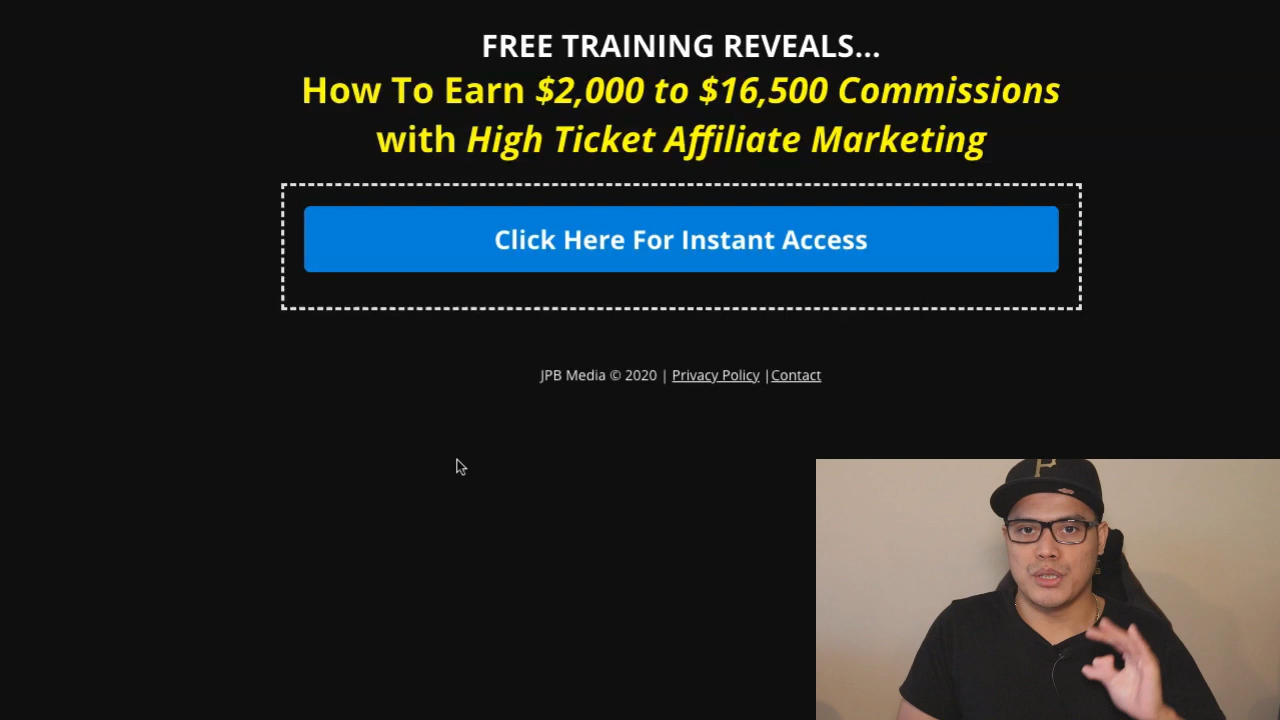 FREE TRAINING REVEALS...
How To Earn $2,000 to $16,500 Commissions
with High Ticket Affiliate Marketing
Click Here For Instant Access
JPB Media © 2020 | Privacy Policy |Contact
P